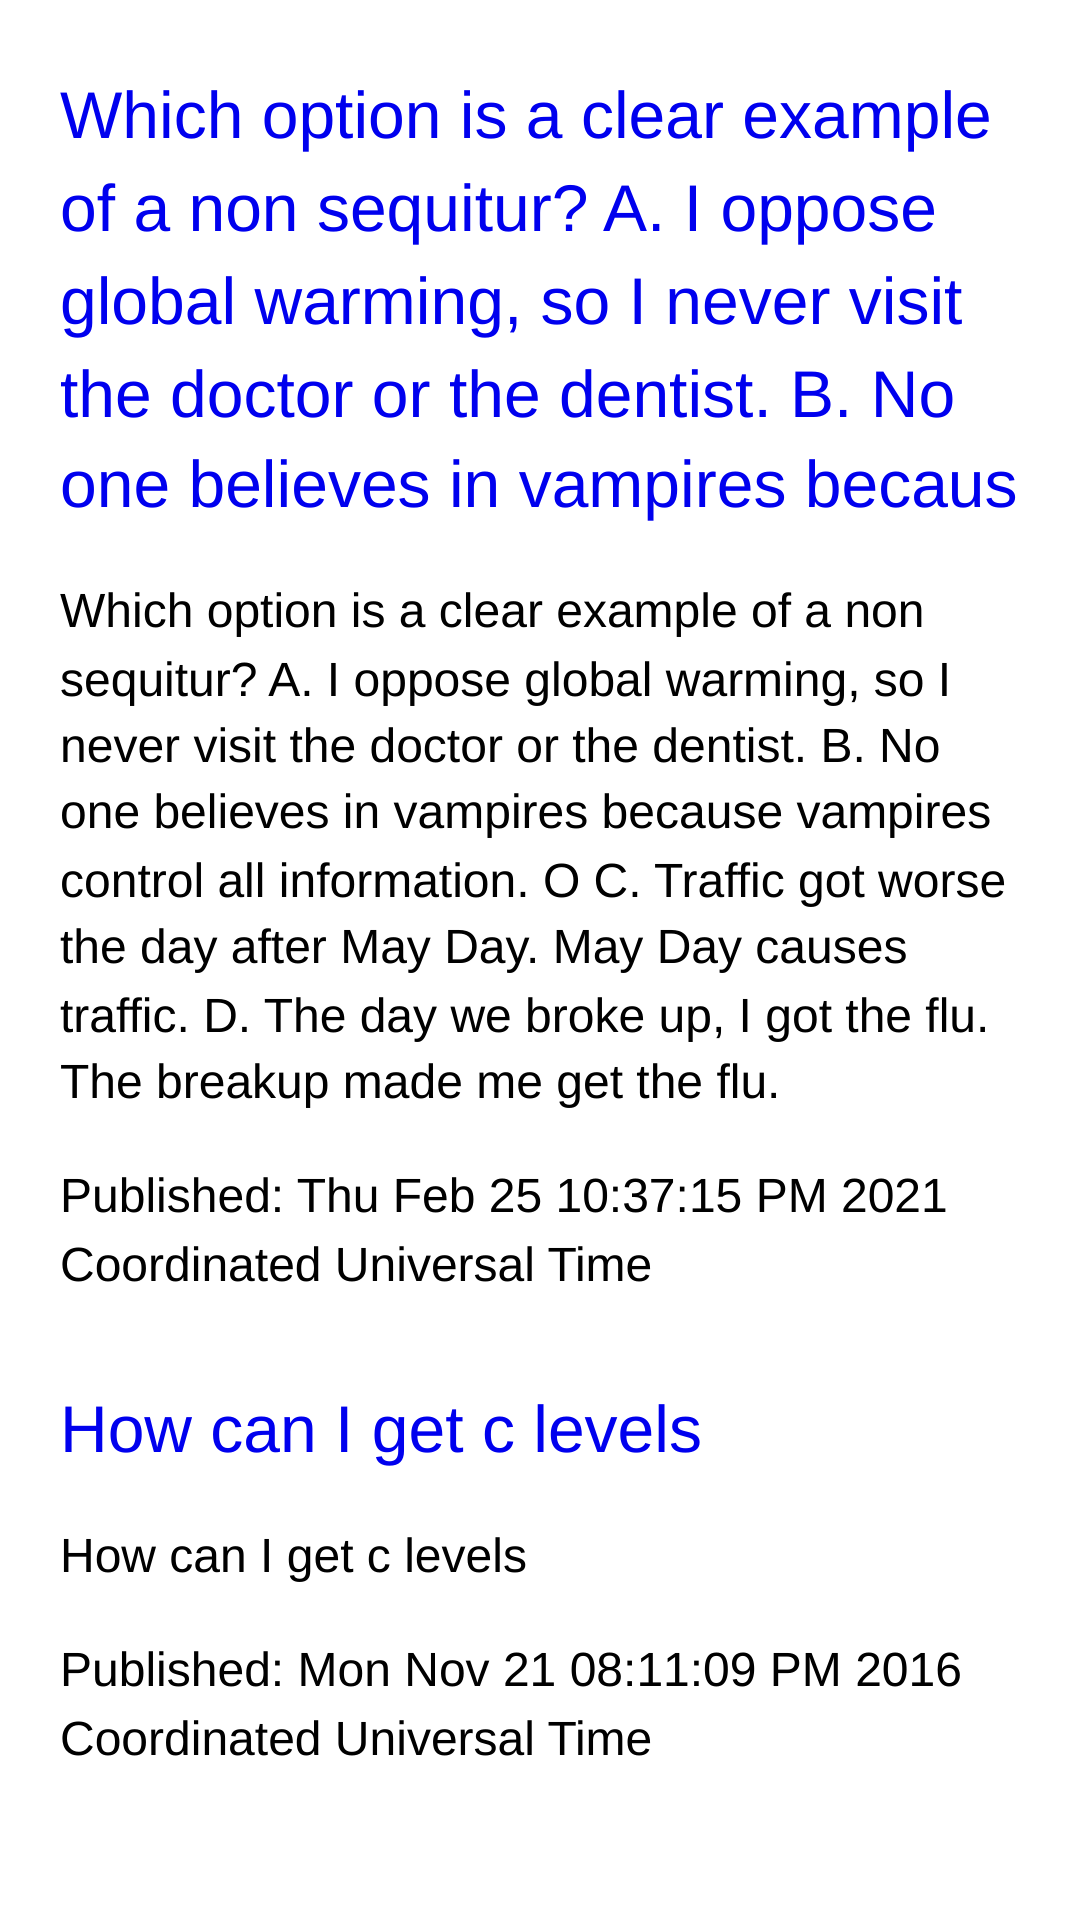 Which option is a clear example
of a non sequitur? A. I oppose
global warming, so I never visit
the doctor or the dentist. B. No
one believes in vampires becaus
Which option is a clear example of a non
sequitur? A. I oppose global warming, so I
never visit the doctor or the dentist. B. No
one believes in vampires because vampires
control all information. O C. Traffic got worse
the day after May Day. May Day causes
traffic. D. The day we broke up, I got the flu.
The breakup made me get the flu.
Published: Thu Feb 25 10:37:15 PM 2021
Coordinated Universal Time
How can I get c levels
How can I get c levels
Published: Mon Nov 21 08:11:09 PM 2016
Coordinated Universal Time